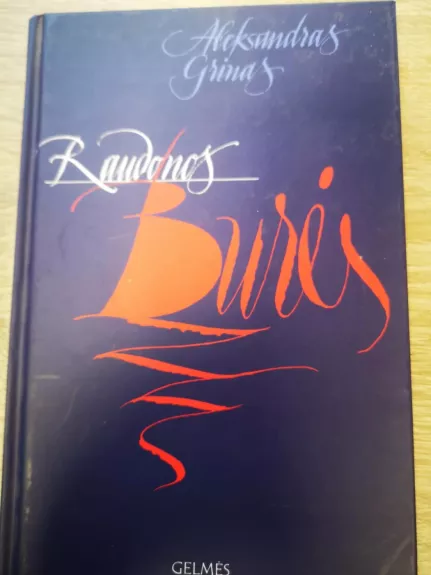 Aleksandras
Grinas
Raudonos
Burės
GELMĖS